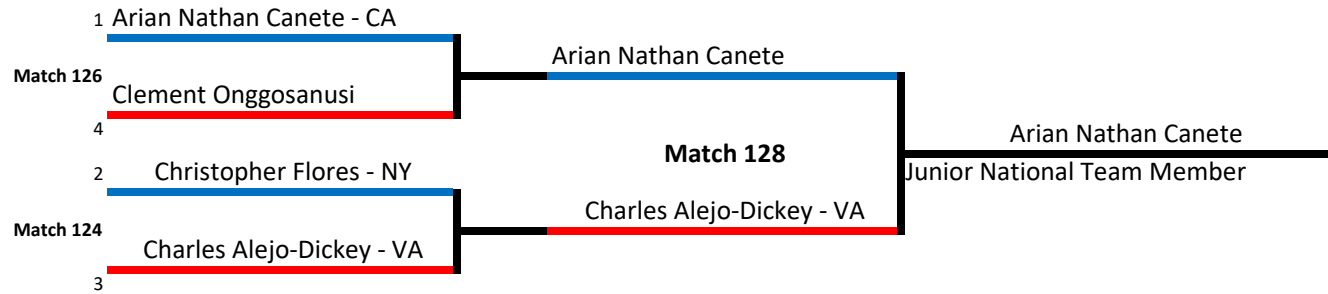 1 Arian Nathan Canete - CA
Match 126
Clement Onggosanusi
4
2 Christopher Flores - NY
Match 124
Charles Alejo-Dickey - VA
3
Arian Nathan Canete
Match 128
Charles Alejo-Dickey - VA
Arian Nathan Canete
Junior National Team Member